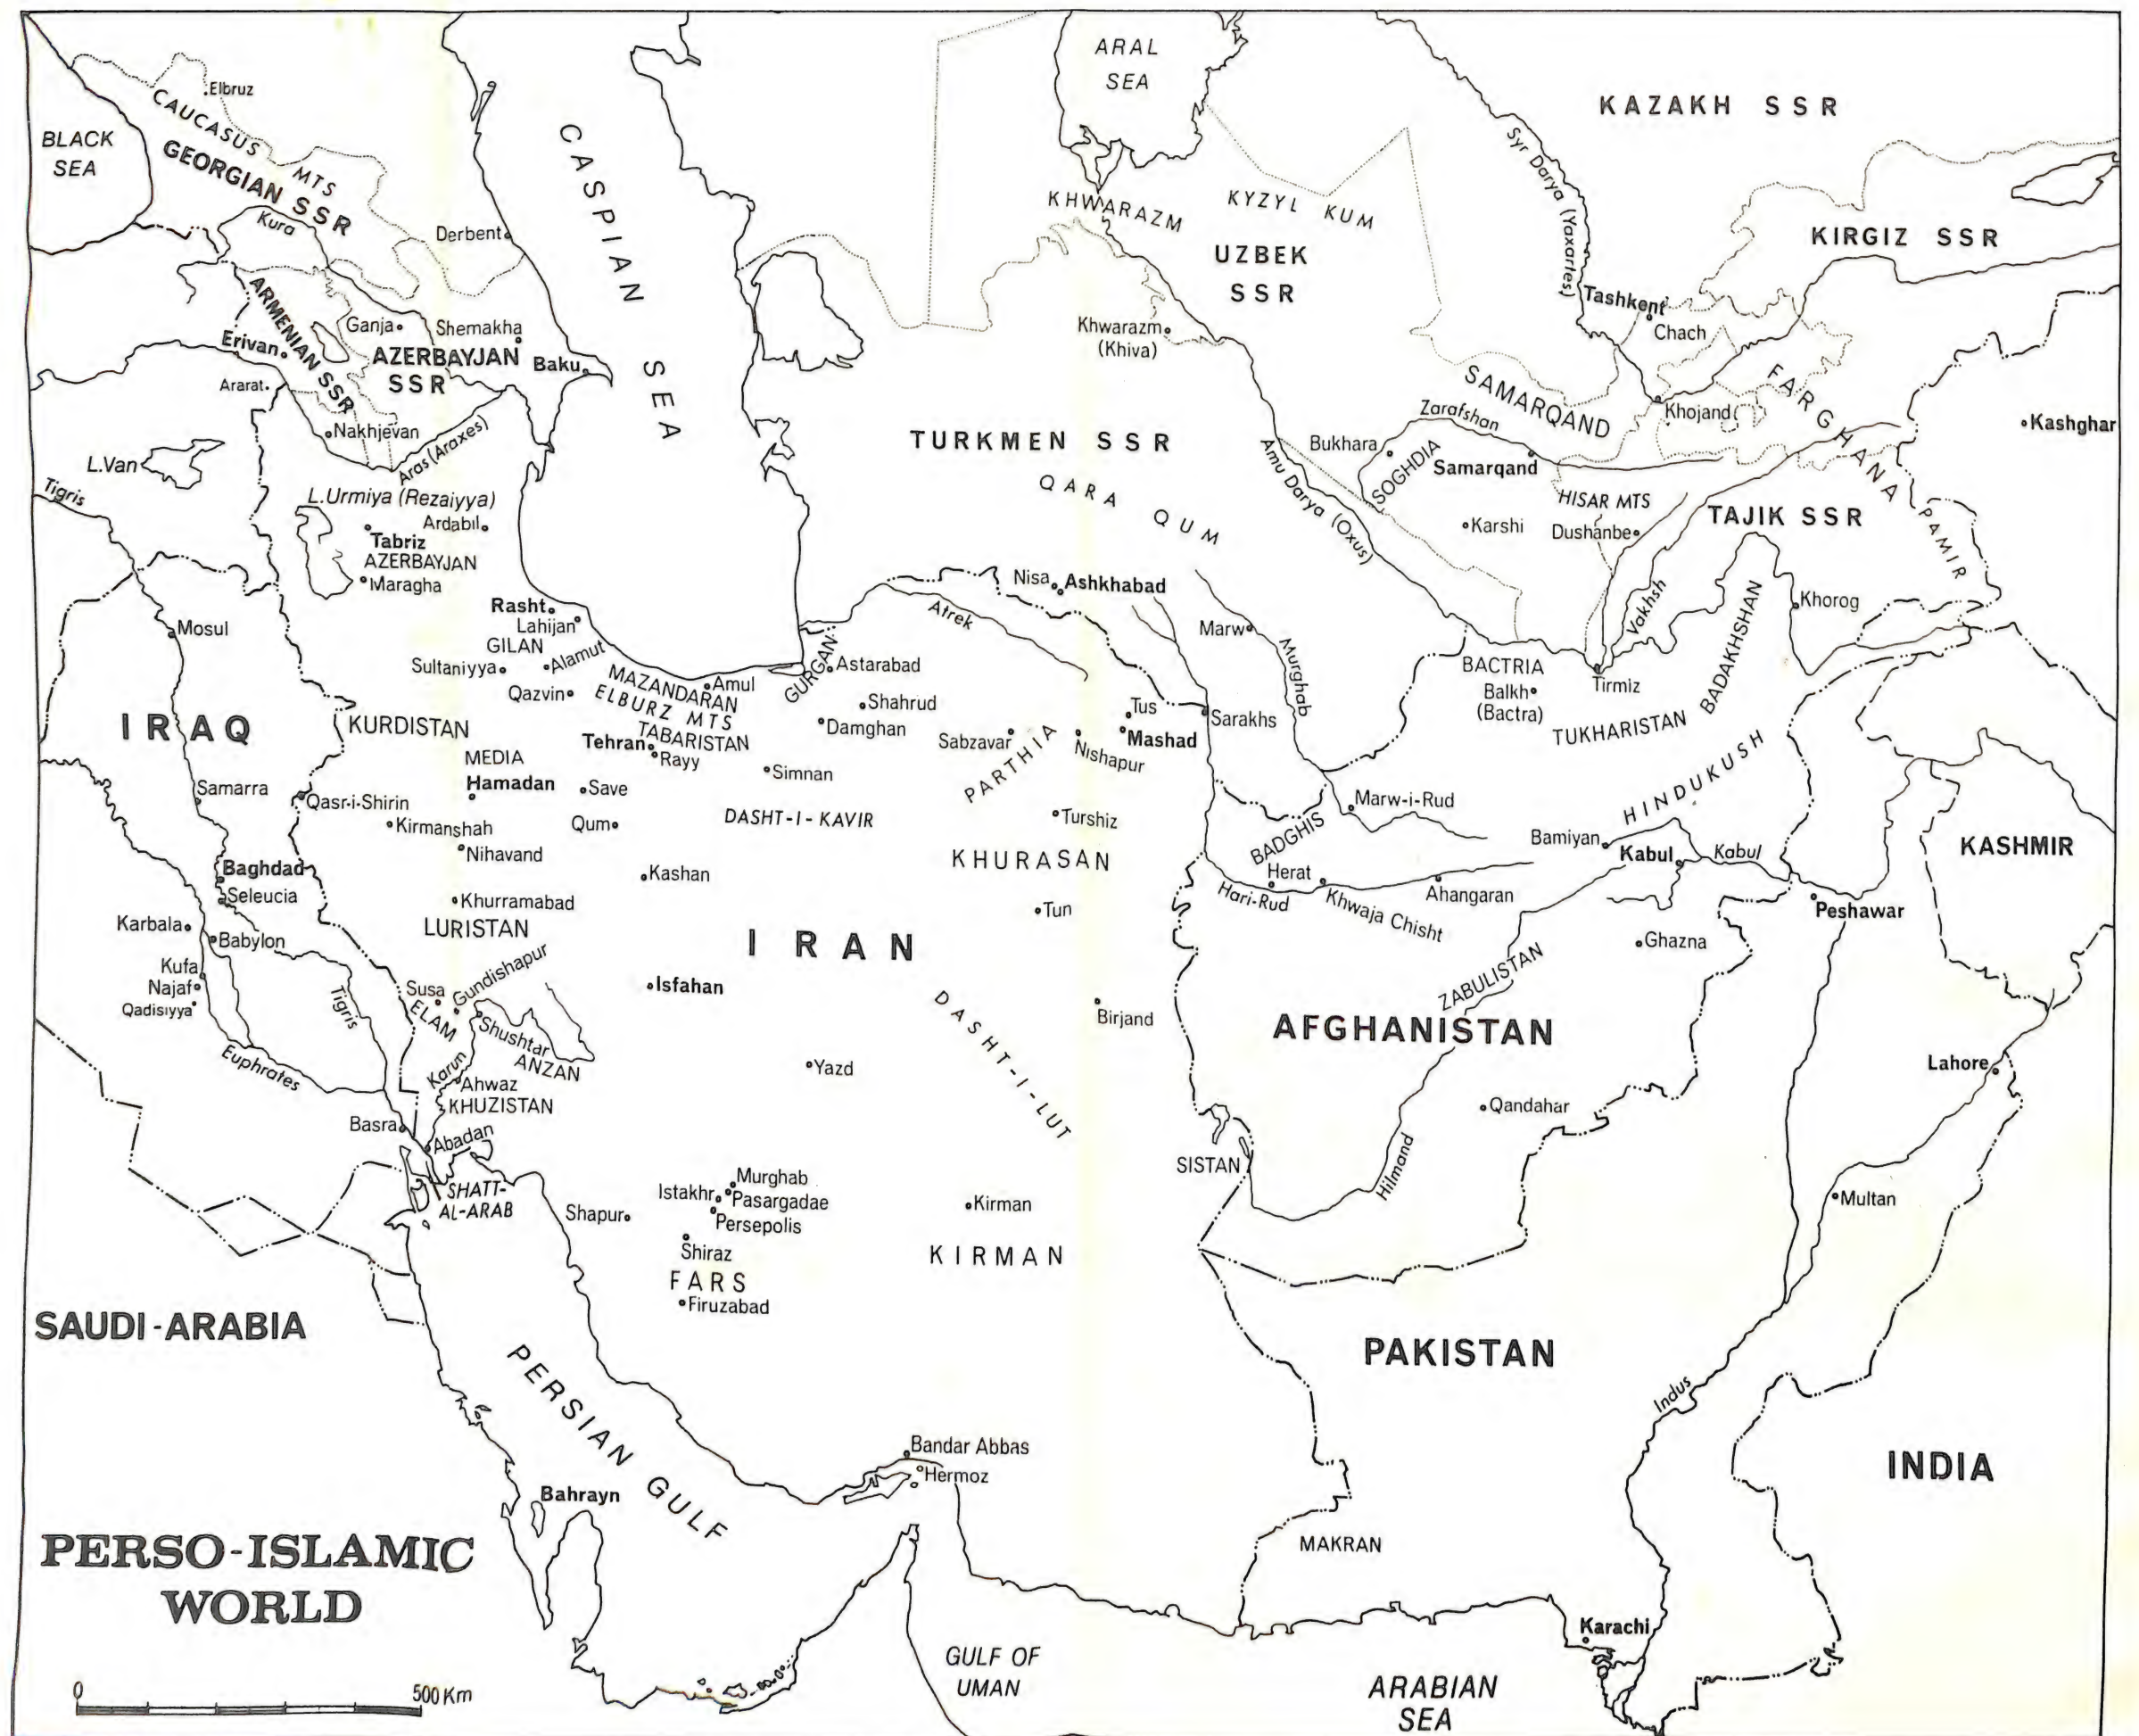 ARAL
SEA
KAZAKH SSR
Elbruz
CAUCASUS MTS
BLACK
SEA
GEORGIAN SSR
Kura
Derbent
CASPIAN SEA
KHWARAZM
KYZYL KUM
UZBEK
SSR
Syr Darya (Yaxartes)
KIRGIZ SSR
Tashkent
Chach
ARMENIAN SSR
Ganja
Shemakha
Erivan
AZERBAYJAN
SSR
Baku
Ararat
Nakhjevan
Aras (Araxes)
Khwarazm
(Khiva)
SAMARQAND
FARGHANA
Khojand
Kashghar
Zarafshan
Bukhara
SOGHDIA
Samarqand
TURKMEN SSR
QARA QUM
Amu Darya (Oxus)
HISAR MTS
Karshi
Dushanbe
TAJIK SSR
PAMIR
L.Van
Tigris
L.Urmiya (Rezaiyya)
Ardabil
Tabriz
AZERBAYJAN
Maragha
Nisa
Ashkhabad
Atrek
Marw
Murghab
Vakhsh
Khorog
BADAKHSHAN
Rasht
Lahijan
GILAN
Sultaniyya
Alamut
Qazvin
MAZANDARAN
Amul
ELBURZ MTS
TABARISTAN
GURGAN
Astarabad
Shahrud
Damghan
Mosul
IRAQ
KURDISTAN
MEDIA
Hamadan
Tehran
Rayy
Simnan
Save
Qum
DASHT-I-KAVIR
Sabzavar
PARTHIA
Nishapur
Tus
Mashad
Sarakhs
BACTRIA
Balkh
(Bactra)
Tirmiz
TUKHARISTAN
HINDUKUSH
Samarra
Qasr-i-Shirin
Kirmanshah
Nihavand
Turshiz
KHURASAN
Marw-i-Rud
BADGHIS
Herat
Hari-Rud
Khwaja Chisht
Ahangaran
Bamiyan
Kabul
Kabul
KASHMIR
Peshawar
Baghdad
Seleucia
Kashan
Khurramabad
LURISTAN
Tun
Karbala
Babylon
Kufa
Najaf
Qadisiyya
Tigris
Euphrates
IRAN
Isfahan
Susa
Gundishapur
ELAM
Shushtar
ANZAN
Karun
Ahwaz
KHUZISTAN
Basra
Abadan
SHATT-
AL-ARAB
DASHT-I-LUT
Birjand
Yazd
ZABULISTAN
Ghazna
AFGHANISTAN
Qandahar
Lahore
SISTAN
Hilmand
Multan
Murghab
Istakhr
Pasargadae
Persepolis
Shapur
Shiraz
FARS
Firuzabad
Kirman
KIRMAN
SAUDI-ARABIA
PERSIAN GULF
PAKISTAN
Indus
INDIA
Bandar Abbas
Hermoz
Bahrayn
MAKRAN
Karachi
PERSO-ISLAMIC
WORLD
GULF OF
UMAN
ARABIAN
SEA
0 500 Km